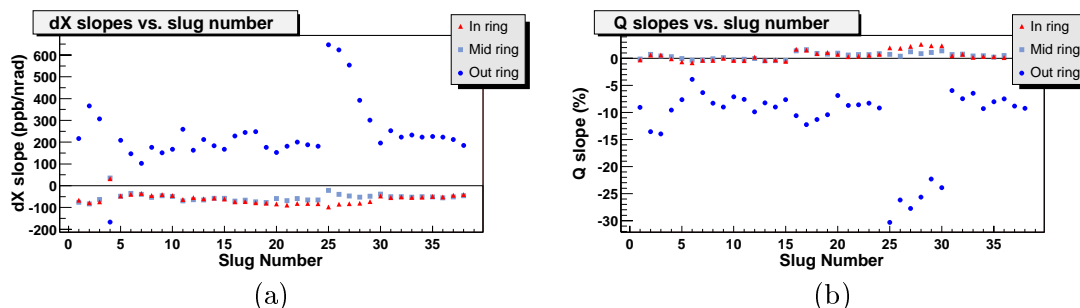 dX slopes vs. slug number
In ring
Mid ring
Out ring
dX slope (ppb/nrad)
600
500
400
300
200
100
0
-100
-200
0 5 10 15 20 25 30 35
Slug Number
(a)
Q slopes vs. slug number
In ring
Mid ring
Out ring
Q slope (%)
0
-5
-10
-15
-20
-25
-30
0 5 10 15 20 25 30 35
Slug Number
(b)